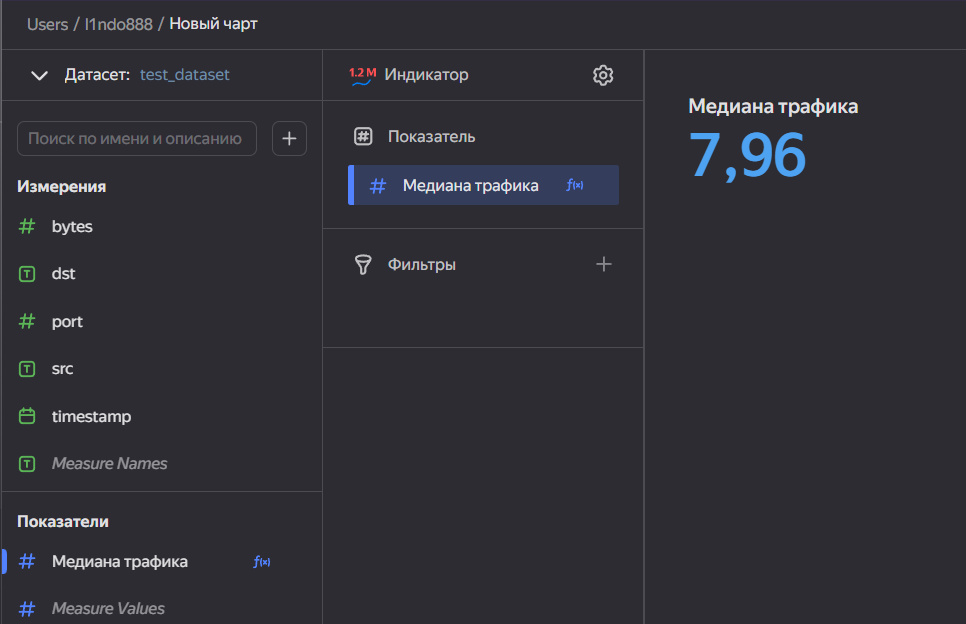 Users / l1ndo888 / Новый чарт
Датасет: test_dataset
Поиск по имени и описанию
Измерения
bytes
dst
port
src
timestamp
Measure Names
Показатели
Медиана трафика
Measure Values
1.2 M Индикатор
Показатель
Медиана трафика
Фильтры
Медиана трафика
7,96